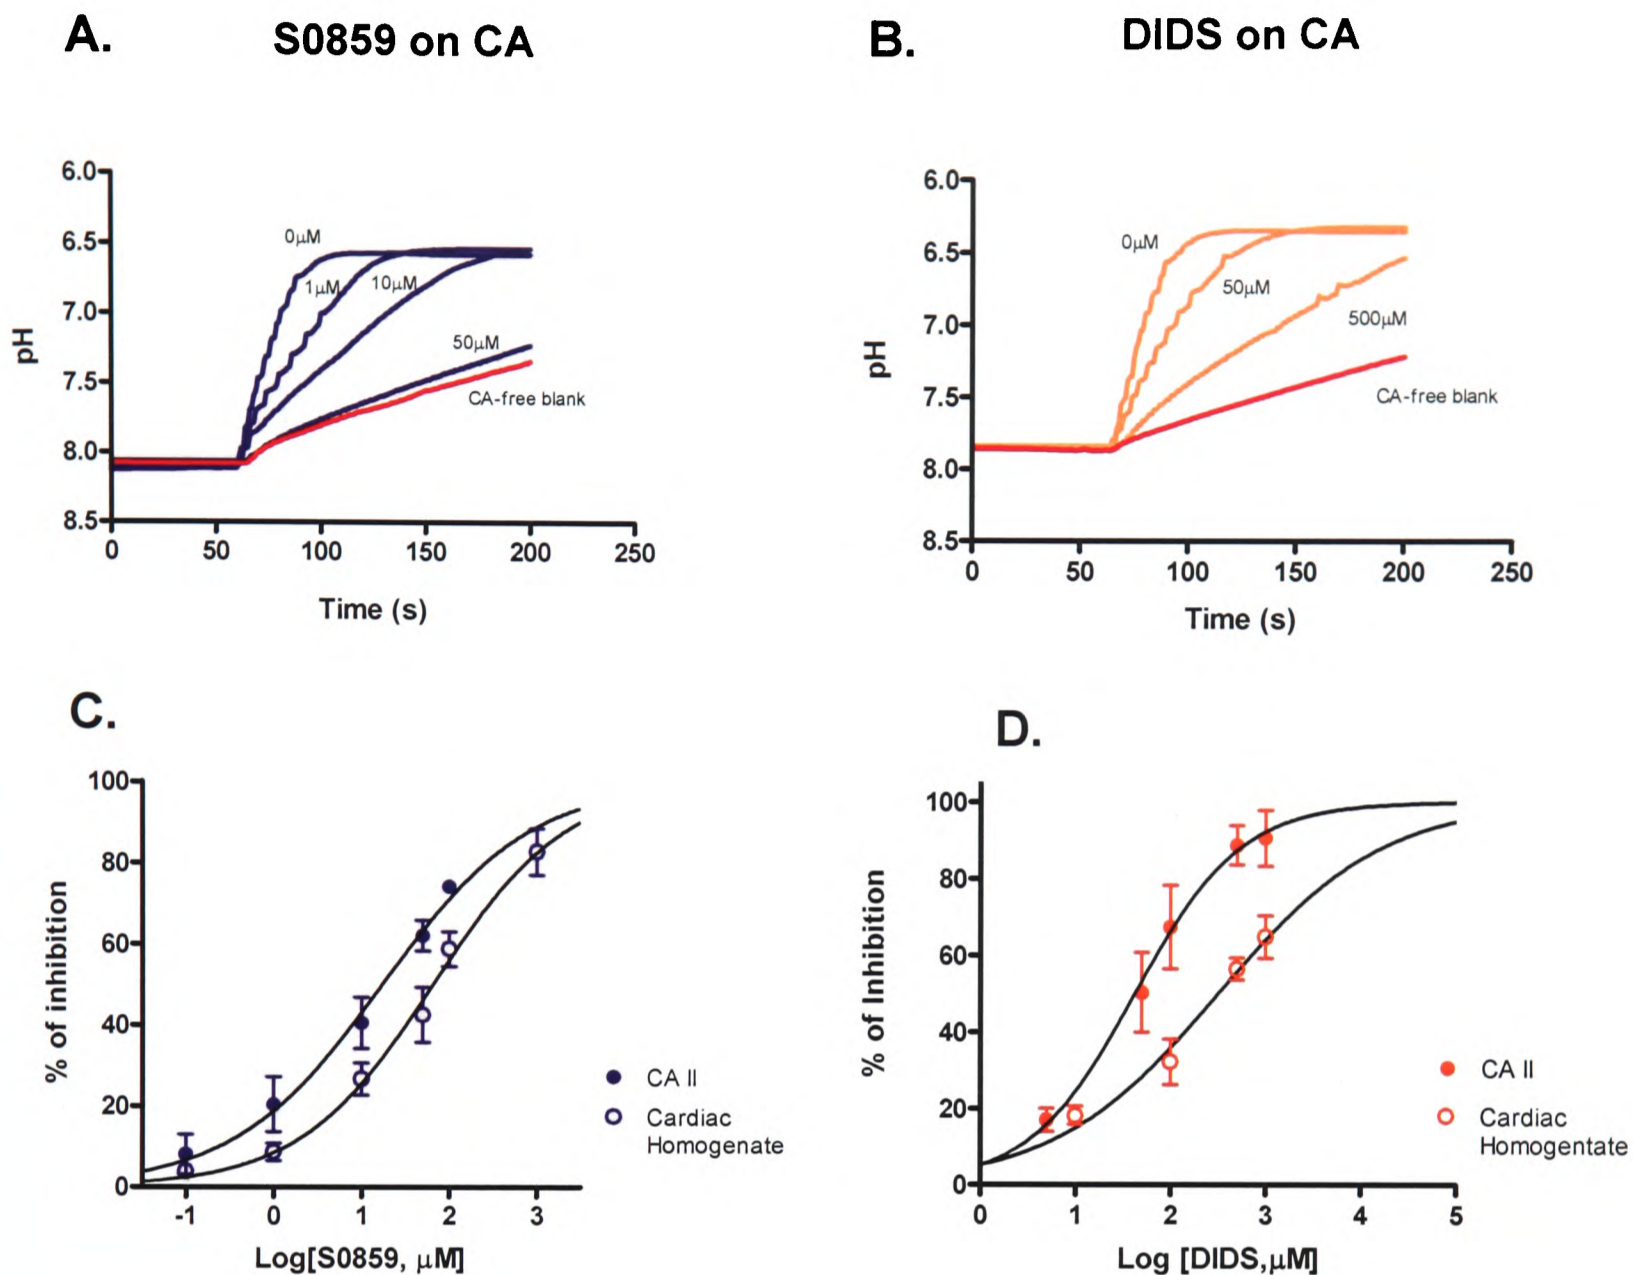 A.
S0859 on CA
B.
DIDS on CA
6.0
6.5
7.0
7.5
8.0
8.5
pH
0μM
1μM
10μM
50μM
CA-free blank
0
50
100
150
200
250
Time (s)
6.0
6.5
7.0
7.5
8.0
8.5
pH
0μM
50μM
500μM
CA-free blank
0
50
100
150
200
250
Time (s)
C.
100
80
60
40
20
0
% of inhibition
-1
0
1
2
3
Log[S0859, μM]
CA II
Cardiac
Homogenate
D.
100
80
60
40
20
0
% of Inhibition
0
1
2
3
4
5
Log [DIDS,μM]
CA II
Cardiac
Homogentate